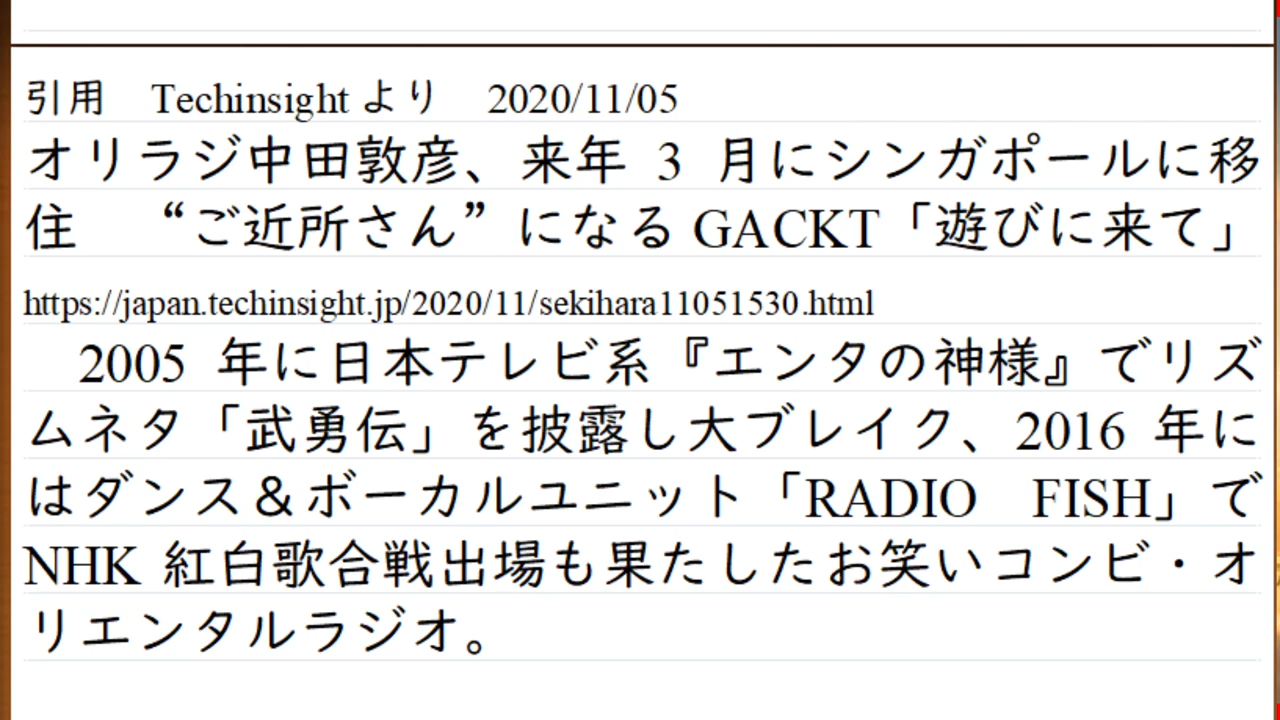 引用　Techinsight より　2020/11/05
オリラジ中田敦彦、来年 3 月にシンガポールに移
住　“ご近所さん”になる GACKT「遊びに来て」
https://japan.techinsight.jp/2020/11/sekihara11051530.html
　2005 年に日本テレビ系『エンタの神様』でリズ
ムネタ「武勇伝」を披露し大ブレイク、2016 年に
はダンス＆ボーカルユニット「RADIO　FISH」で
NHK 紅白歌合戦出場も果たしたお笑いコンビ・オ
リエンタルラジオ。